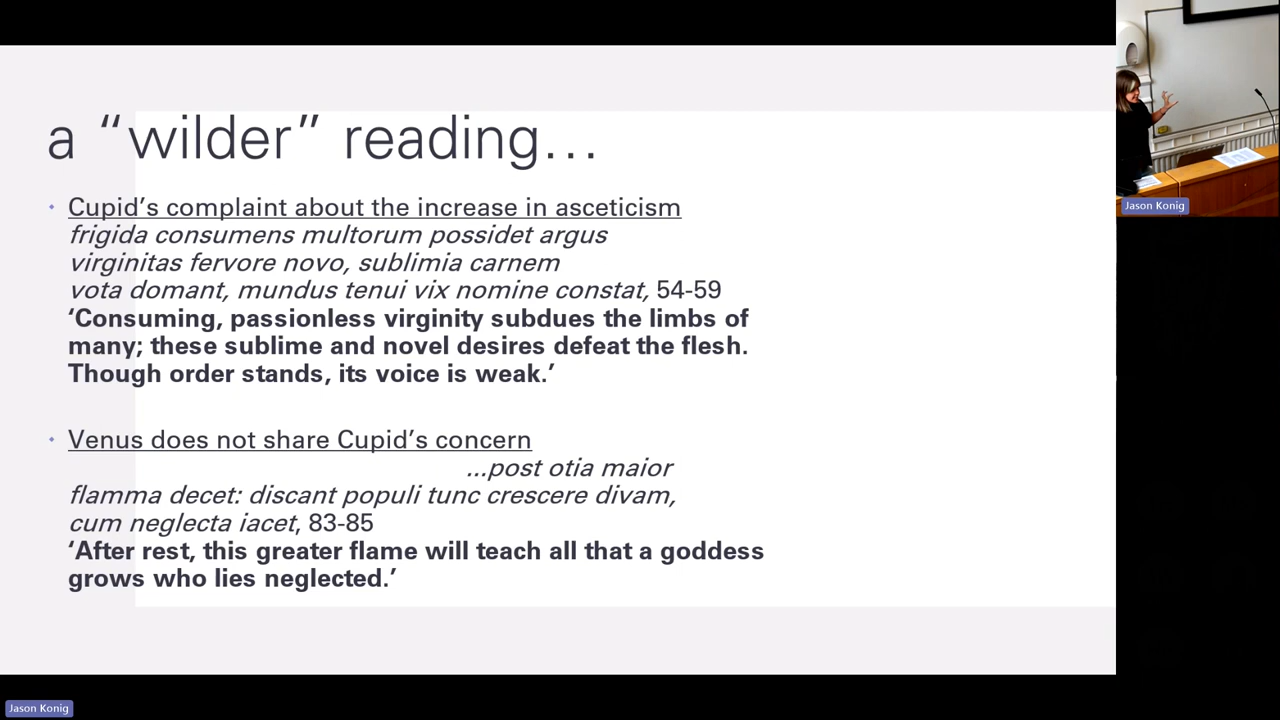 a “wilder” reading…
Cupid’s complaint about the increase in asceticism
frigida consumens multorum possidet argus
virginitas fervore novo, sublimia carnem
vota domant, mundus tenui vix nomine constat, 54-59
‘Consuming, passionless virginity subdues the limbs of
many; these sublime and novel desires defeat the flesh.
Though order stands, its voice is weak.’
Venus does not share Cupid’s concern
...post otia maior
flamma decet: discant populi tunc crescere divam,
cum neglecta iacet, 83-85
‘After rest, this greater flame will teach all that a goddess
grows who lies neglected.’
Jason Konig
Jason Konig